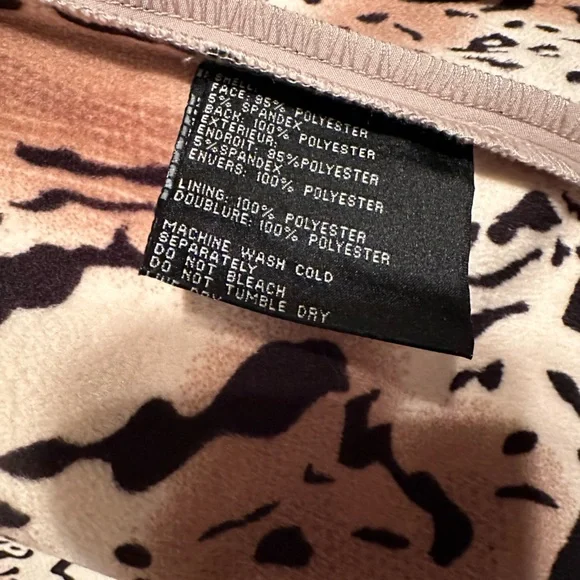 SHELL:
FACE: 95% POLYESTER
5% SPANDEX
BACK: 100% POLYESTER
EXTÉRIEUR:
ENDROIT: 95%POLYESTER
5%SPANDEX
ENVERS: 100% POLYESTER
LINING: 100% POLYESTER
DOUBLURE: 100% POLYESTER
MACHINE WASH COLD
SEPARATELY
DO NOT BLEACH
DO NOT TUMBLE DRY